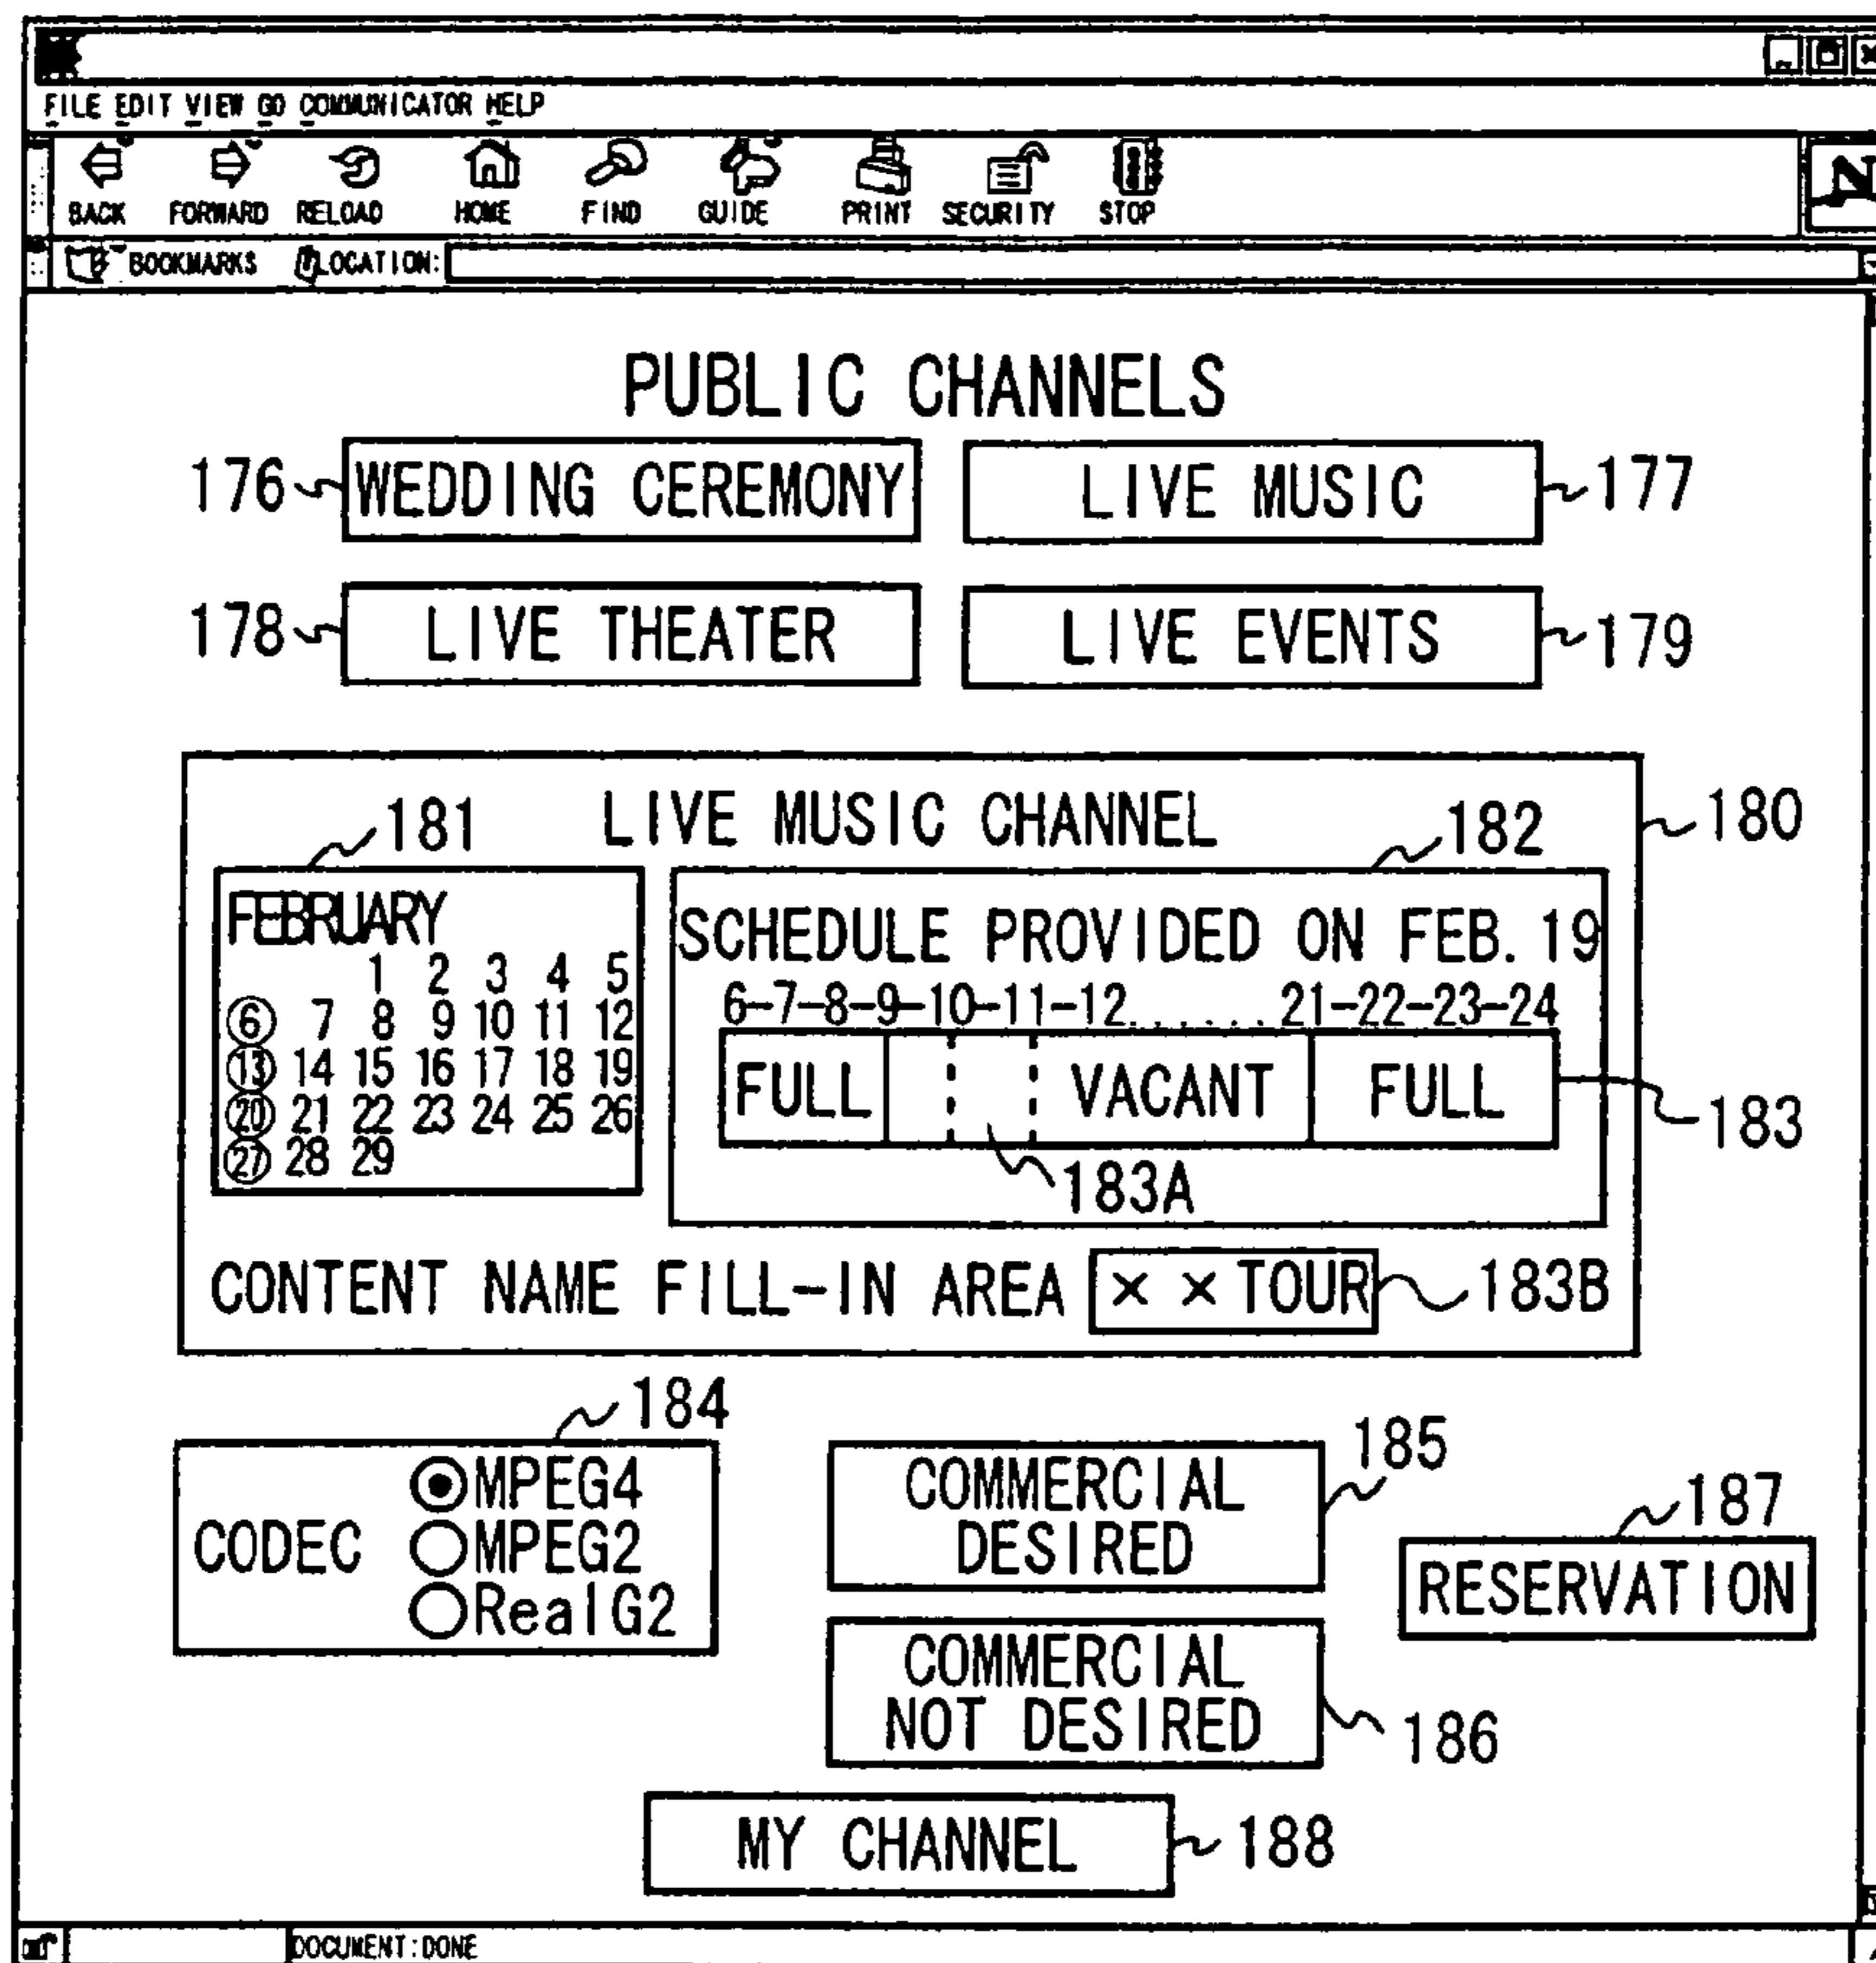 FILE EDIT VIEW GO COMMUNICATOR HELP
BACK FORWARD RELOAD HOME FIND GUIDE PRINT SECURITY STOP
N
BOOKMARKS LOCATION:
PUBLIC CHANNELS
176 WEDDING CEREMONY LIVE MUSIC 177
178 LIVE THEATER LIVE EVENTS 179
181 LIVE MUSIC CHANNEL 182 180
FEBRUARY
1 2 3 4 5
6 7 8 9 10 11 12
13 14 15 16 17 18 19
20 21 22 23 24 25 26
27 28 29
SCHEDULE PROVIDED ON FEB. 19
6-7-8-9-10-11-12......21-22-23-24
FULL VACANT FULL
183
183A
CONTENT NAME FILL-IN AREA × × TOUR 183B
184
CODEC
MPEG4
MPEG2
RealG2
COMMERCIAL
DESIRED
185
187
RESERVATION
COMMERCIAL
NOT DESIRED
186
MY CHANNEL 188
DOCUMENT:DONE